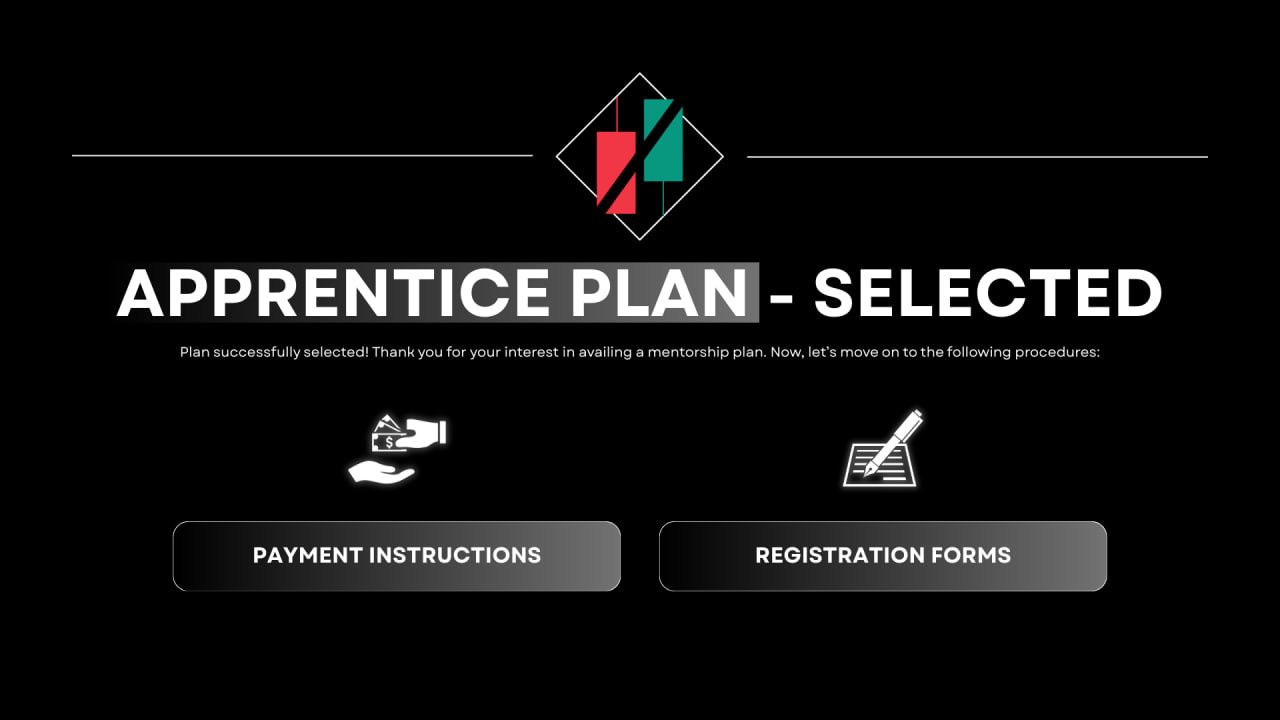 APPRENTICE PLAN - SELECTED
Plan successfully selected! Thank you for your interest in availing a mentorship plan. Now, let's move on to the following procedures:
$
PAYMENT INSTRUCTIONS
REGISTRATION FORMS